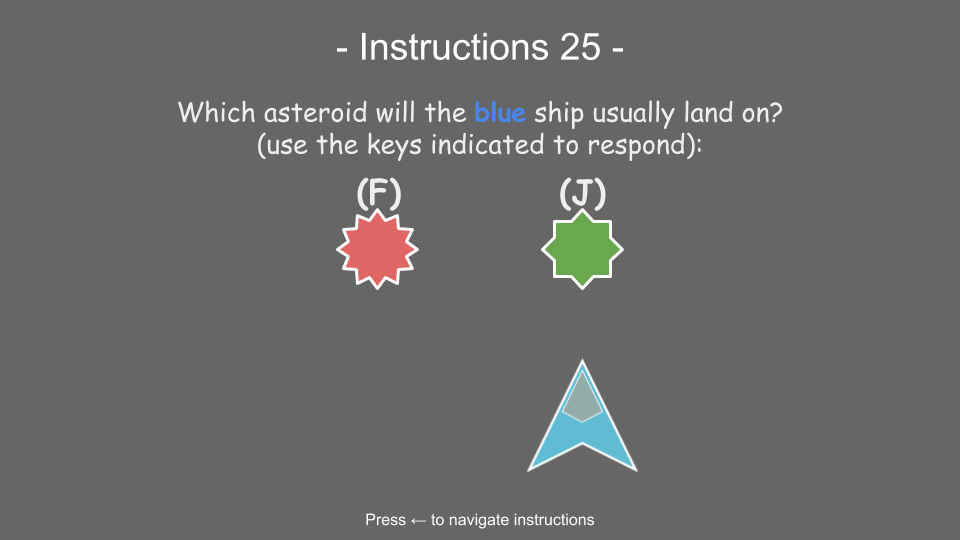 - Instructions 25 -
Which asteroid will the blue ship usually land on?
(use the keys indicated to respond):
(F) (J)
Press ← to navigate instructions